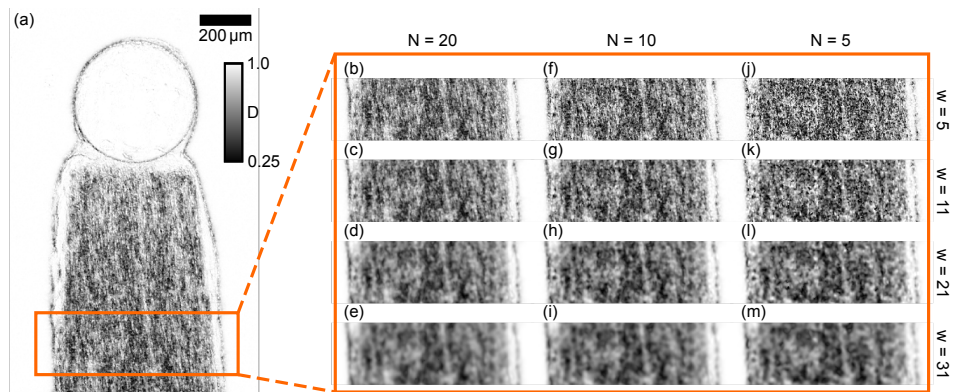 (a)
200 µm
1.0
D
0.25
N = 20
N = 10
N = 5
(b)
(f)
(j)
w = 5
(c)
(g)
(k)
w = 11
(d)
(h)
(l)
w = 21
(e)
(i)
(m)
w = 31